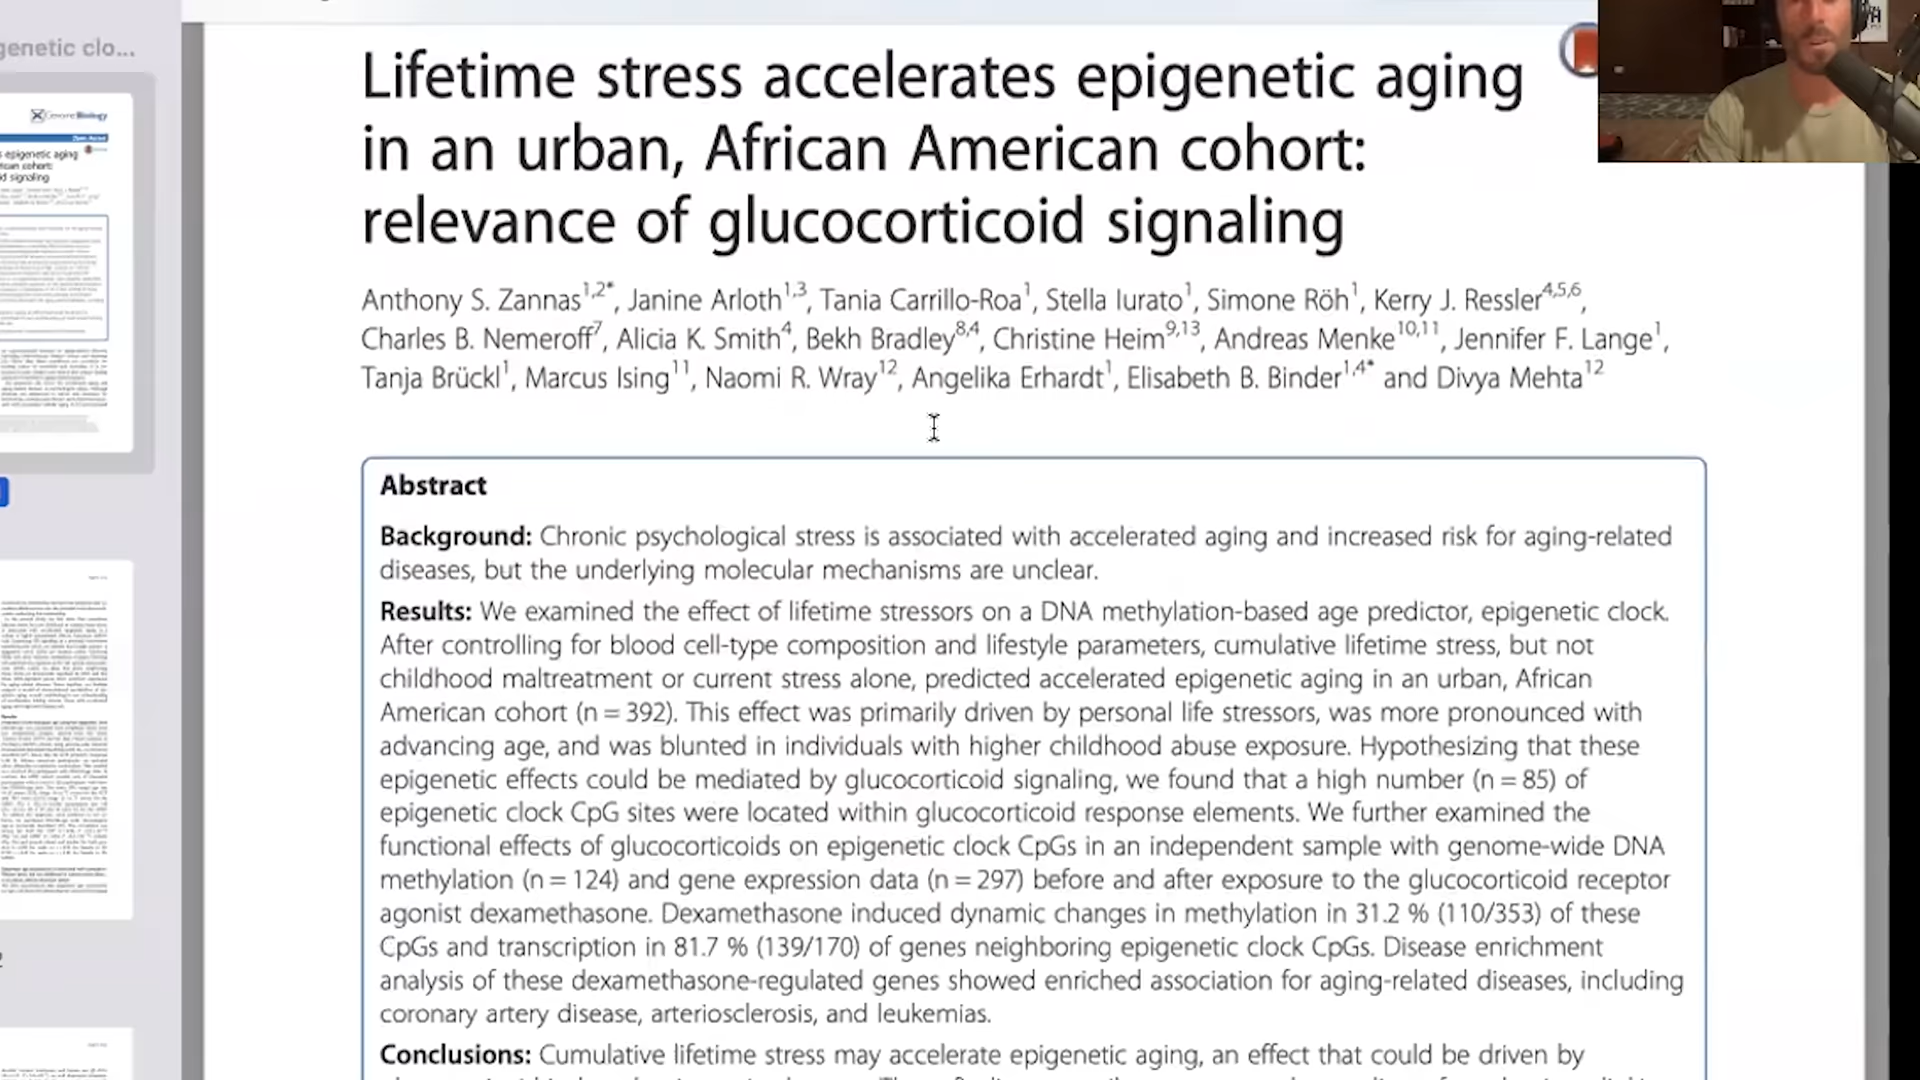 genetic clo...
Genome Biology
Open Access
s epigenetic aging
ican cohort:
id signaling
Lifetime stress accelerates epigenetic aging
in an urban, African American cohort:
relevance of glucocorticoid signaling
Anthony S. Zannas1,2*, Janine Arloth1,3, Tania Carrillo-Roa1, Stella Iurato1, Simone Röh1, Kerry J. Ressler4,5,6,
Charles B. Nemeroff7, Alicia K. Smith4, Bekh Bradley8,4, Christine Heim9,13, Andreas Menke10,11, Jennifer F. Lange1,
Tanja Brückl1, Marcus Ising11, Naomi R. Wray12, Angelika Erhardt1, Elisabeth B. Binder1,4* and Divya Mehta12
Abstract
Background: Chronic psychological stress is associated with accelerated aging and increased risk for aging-related
diseases, but the underlying molecular mechanisms are unclear.
Results: We examined the effect of lifetime stressors on a DNA methylation-based age predictor, epigenetic clock.
After controlling for blood cell-type composition and lifestyle parameters, cumulative lifetime stress, but not
childhood maltreatment or current stress alone, predicted accelerated epigenetic aging in an urban, African
American cohort (n = 392). This effect was primarily driven by personal life stressors, was more pronounced with
advancing age, and was blunted in individuals with higher childhood abuse exposure. Hypothesizing that these
epigenetic effects could be mediated by glucocorticoid signaling, we found that a high number (n = 85) of
epigenetic clock CpG sites were located within glucocorticoid response elements. We further examined the
functional effects of glucocorticoids on epigenetic clock CpGs in an independent sample with genome-wide DNA
methylation (n = 124) and gene expression data (n = 297) before and after exposure to the glucocorticoid receptor
agonist dexamethasone. Dexamethasone induced dynamic changes in methylation in 31.2 % (110/353) of these
CpGs and transcription in 81.7 % (139/170) of genes neighboring epigenetic clock CpGs. Disease enrichment
analysis of these dexamethasone-regulated genes showed enriched association for aging-related diseases, including
coronary artery disease, arteriosclerosis, and leukemias.
Conclusions: Cumulative lifetime stress may accelerate epigenetic aging, an effect that could be driven by